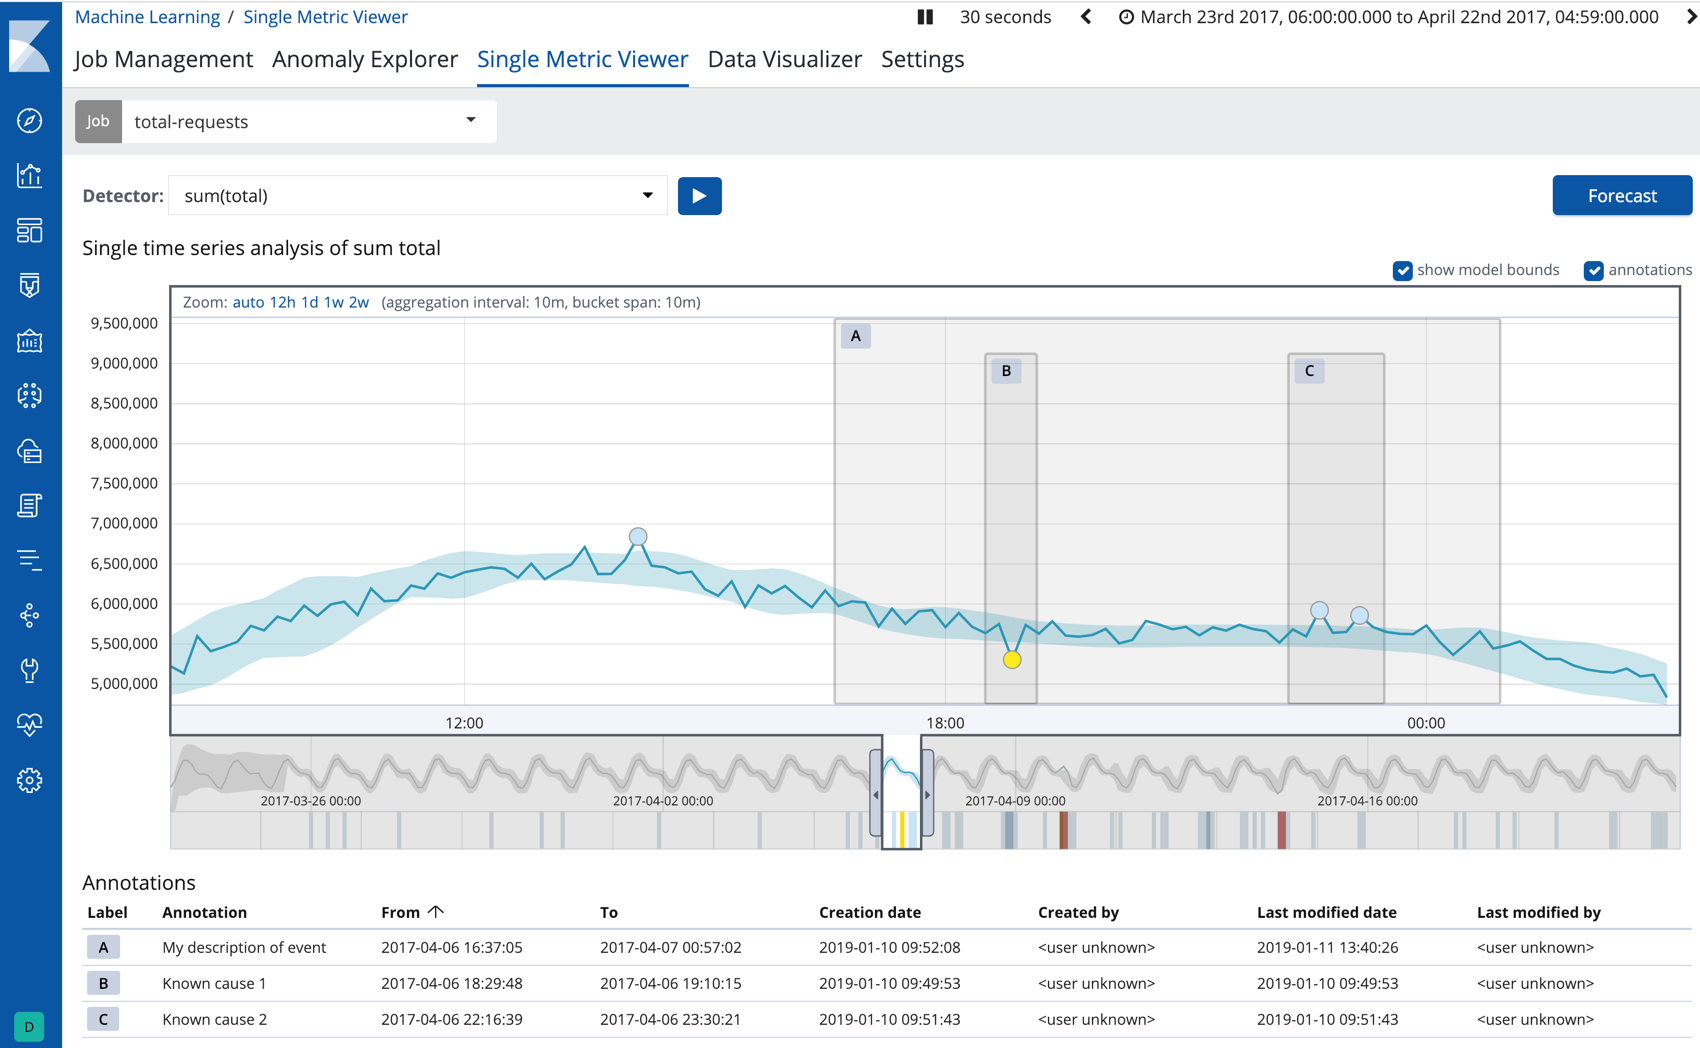 Machine Learning / Single Metric Viewer
30 seconds
March 23rd 2017, 06:00:00.000 to April 22nd 2017, 04:59:00.000
Job Management Anomaly Explorer Single Metric Viewer Data Visualizer Settings
Job total-requests
Detector: sum(total)
Forecast
Single time series analysis of sum total
show model bounds annotations
Zoom: auto 12h 1d 1w 2w (aggregation interval: 10m, bucket span: 10m)
9,500,000
9,000,000
8,500,000
8,000,000
7,500,000
7,000,000
6,500,000
6,000,000
5,500,000
5,000,000
A
B
C
12:00 18:00 00:00
2017-03-26 00:00 2017-04-02 00:00 2017-04-09 00:00 2017-04-16 00:00
Annotations
Label Annotation From To Creation date Created by Last modified date Last modified by
A My description of event 2017-04-06 16:37:05 2017-04-07 00:57:02 2019-01-10 09:52:08 <user unknown> 2019-01-11 13:40:26 <user unknown>
B Known cause 1 2017-04-06 18:29:48 2017-04-06 19:10:15 2019-01-10 09:49:53 <user unknown> 2019-01-10 09:49:53 <user unknown>
C Known cause 2 2017-04-06 22:16:39 2017-04-06 23:30:21 2019-01-10 09:51:43 <user unknown> 2019-01-10 09:51:43 <user unknown>
D